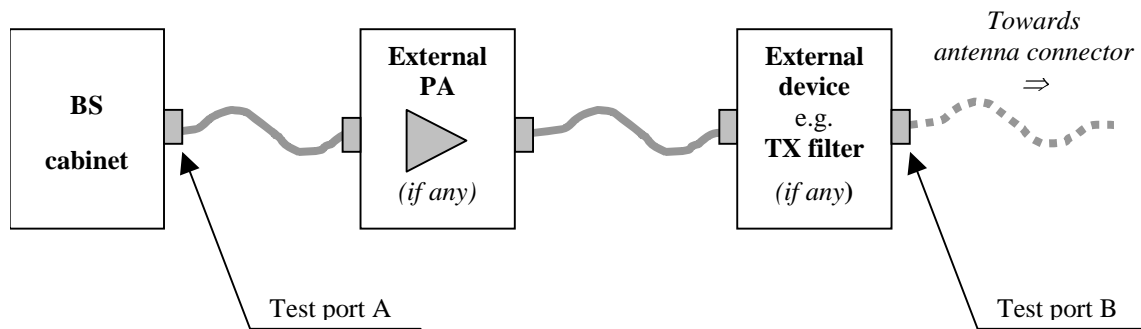 BS
cabinet
External
PA
(if any)
External
device
e.g.
TX filter
(if any)
Towards
antenna connector
⇒
Test port A
Test port B